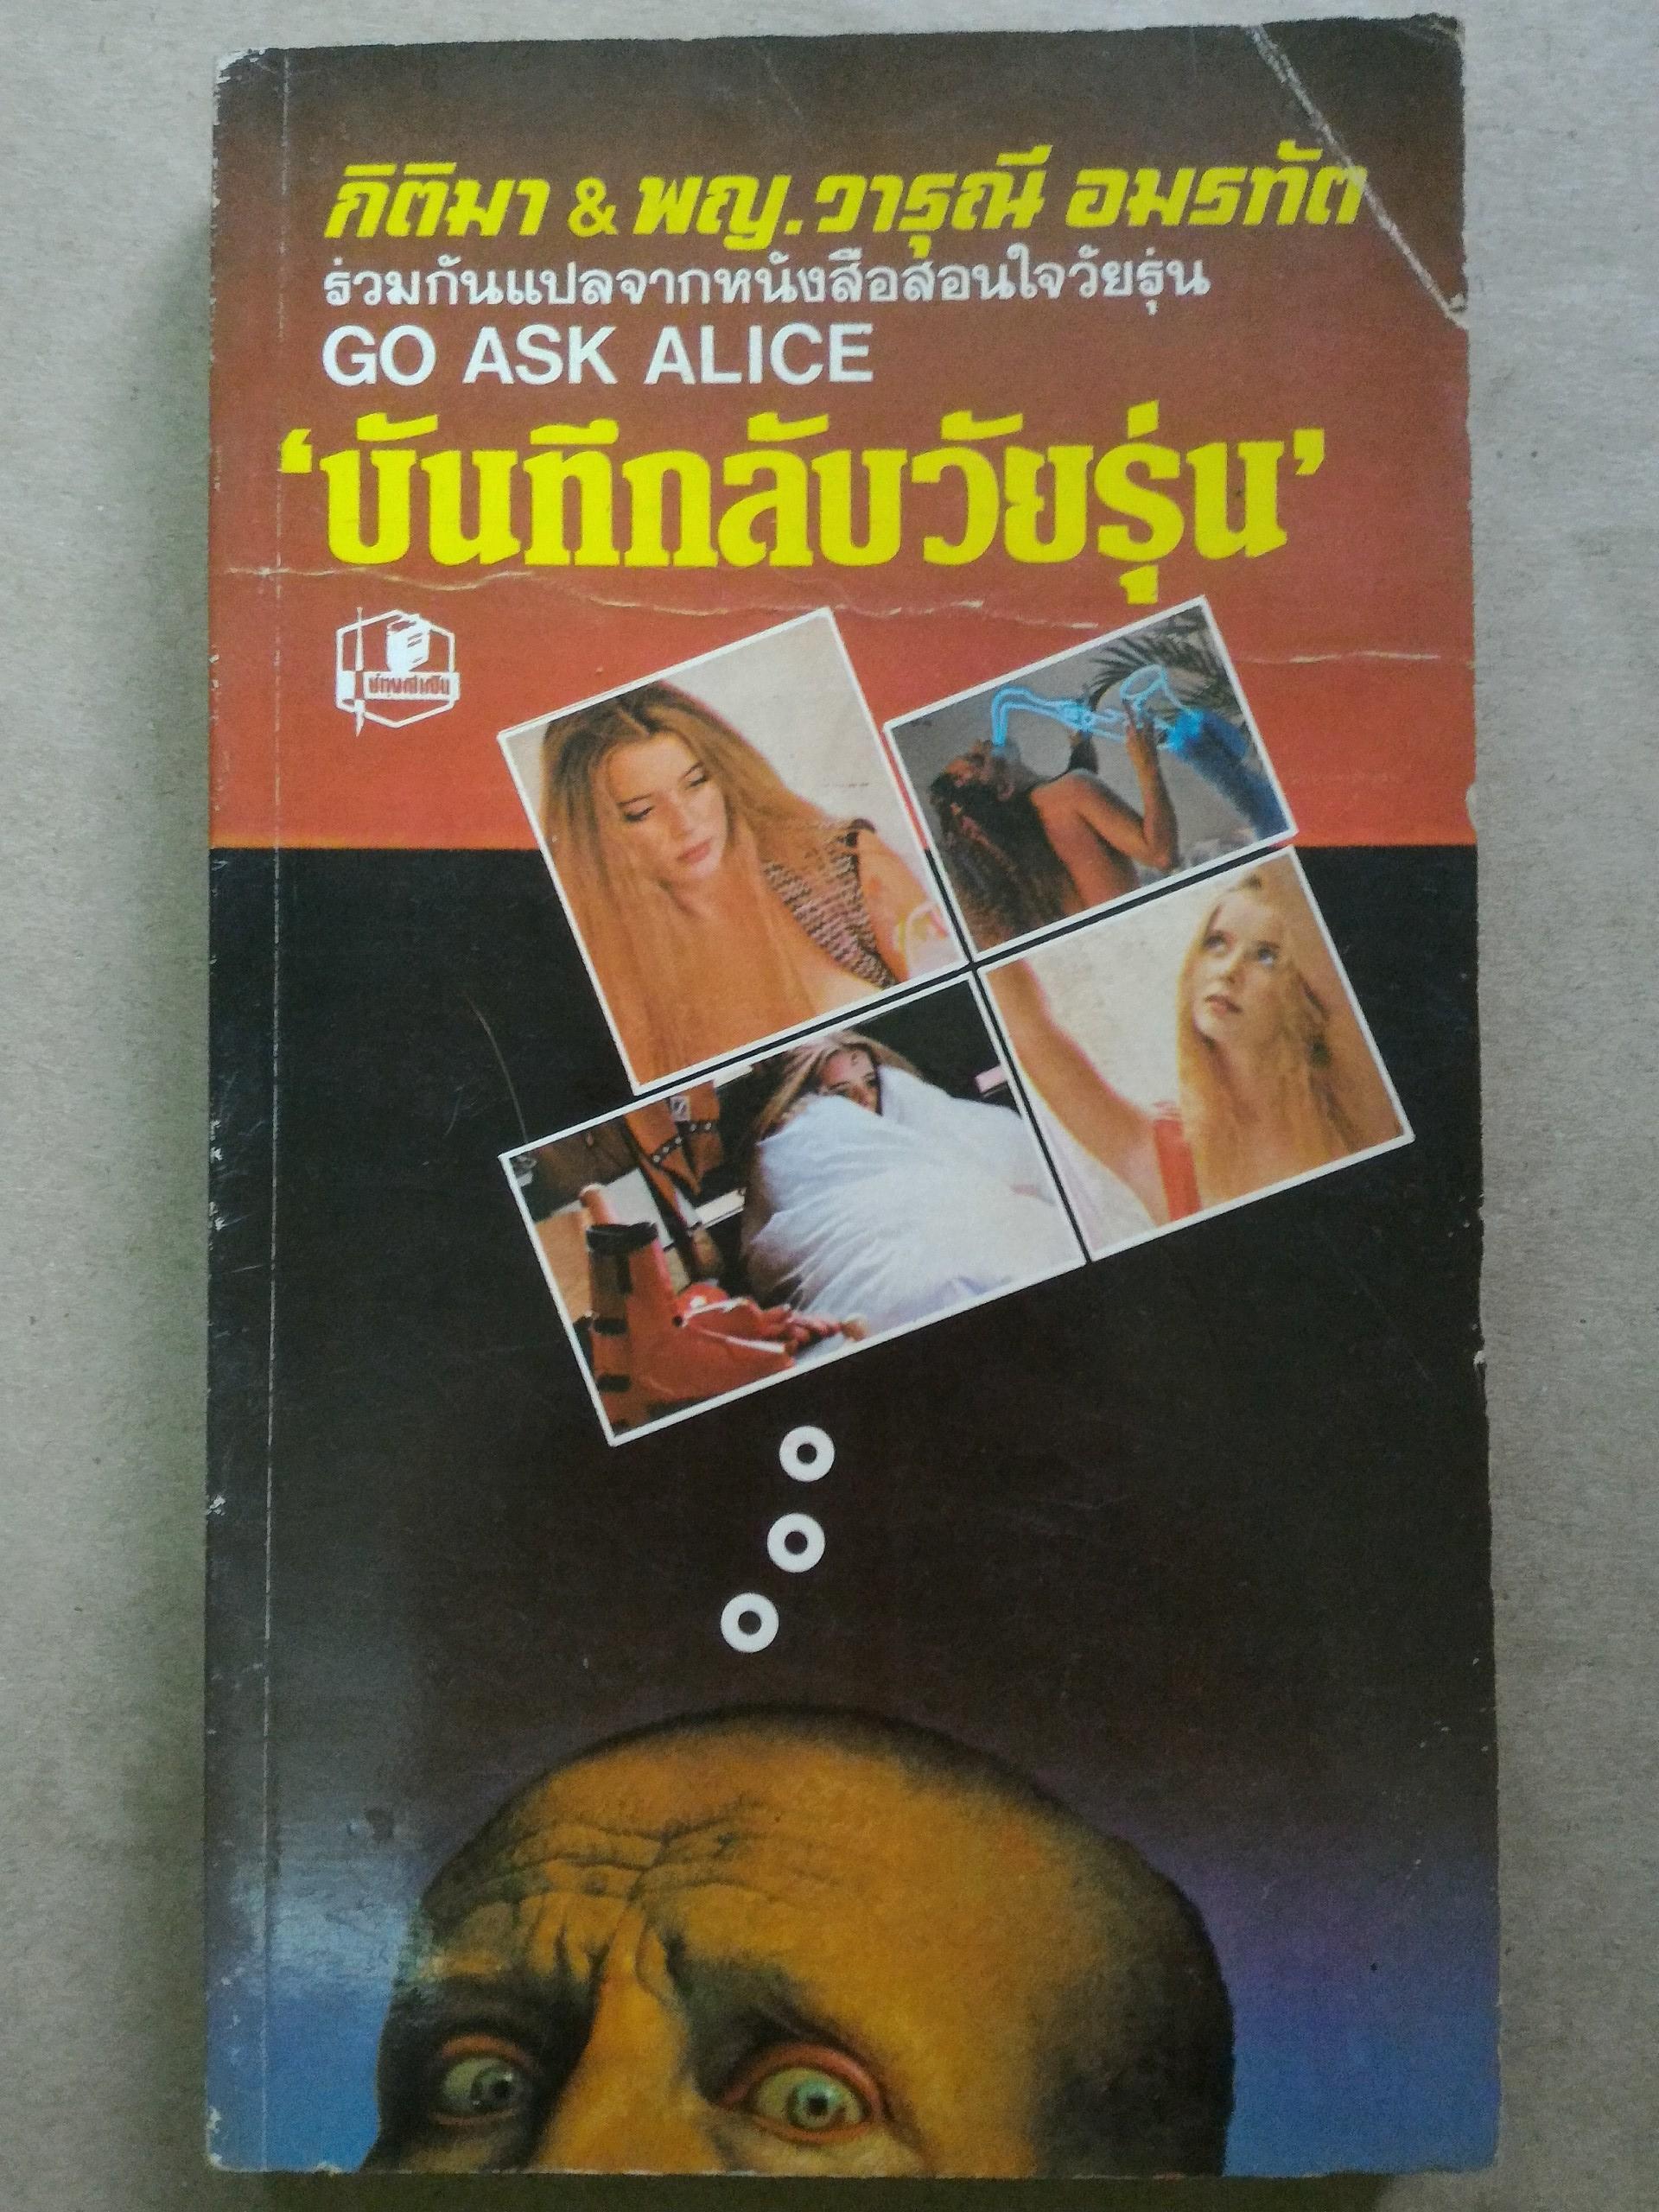 กิติมา & พญ.วารุณี อมรทัต
ร่วมกันแปลจากหนังสือสอนใจวัยรุ่น
GO ASK ALICE
‘บันทึกลับวัยรุ่น’